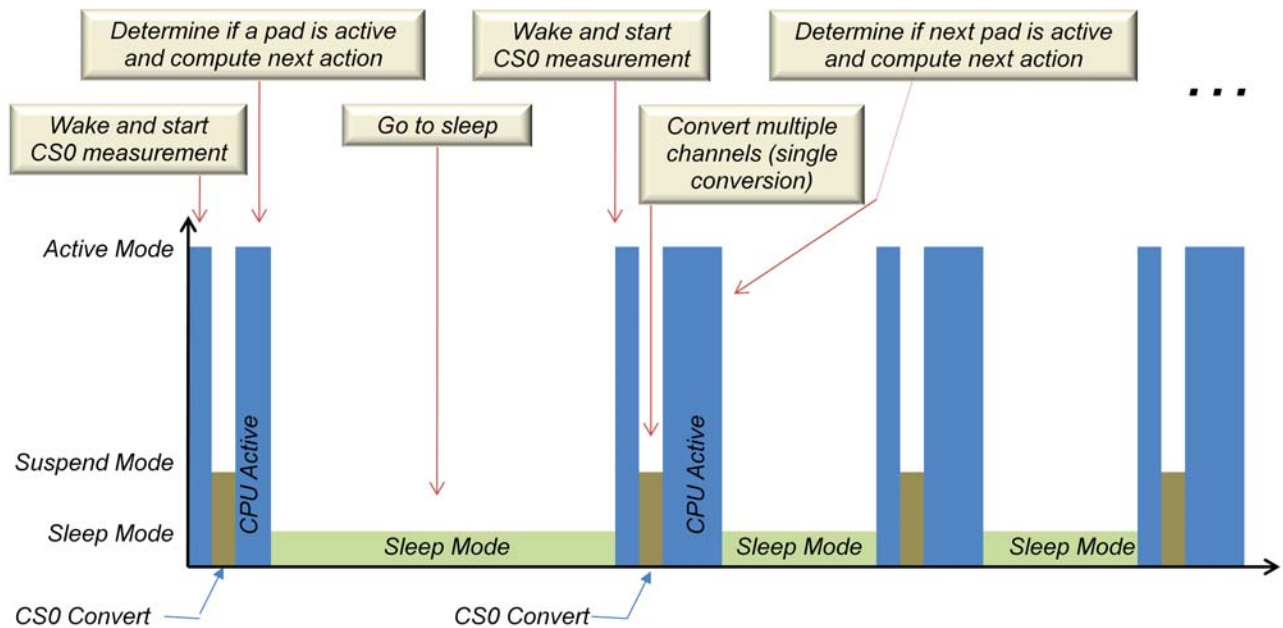 Determine if a pad is active
and compute next action
Wake and start
CS0 measurement
Determine if next pad is active
and compute next action
...
Wake and start
CS0 measurement
Go to sleep
Convert multiple
channels (single
conversion)
Active Mode
Suspend Mode
Sleep Mode
CPU Active
Sleep Mode
CPU Active
Sleep Mode
Sleep Mode
CS0 Convert
CS0 Convert